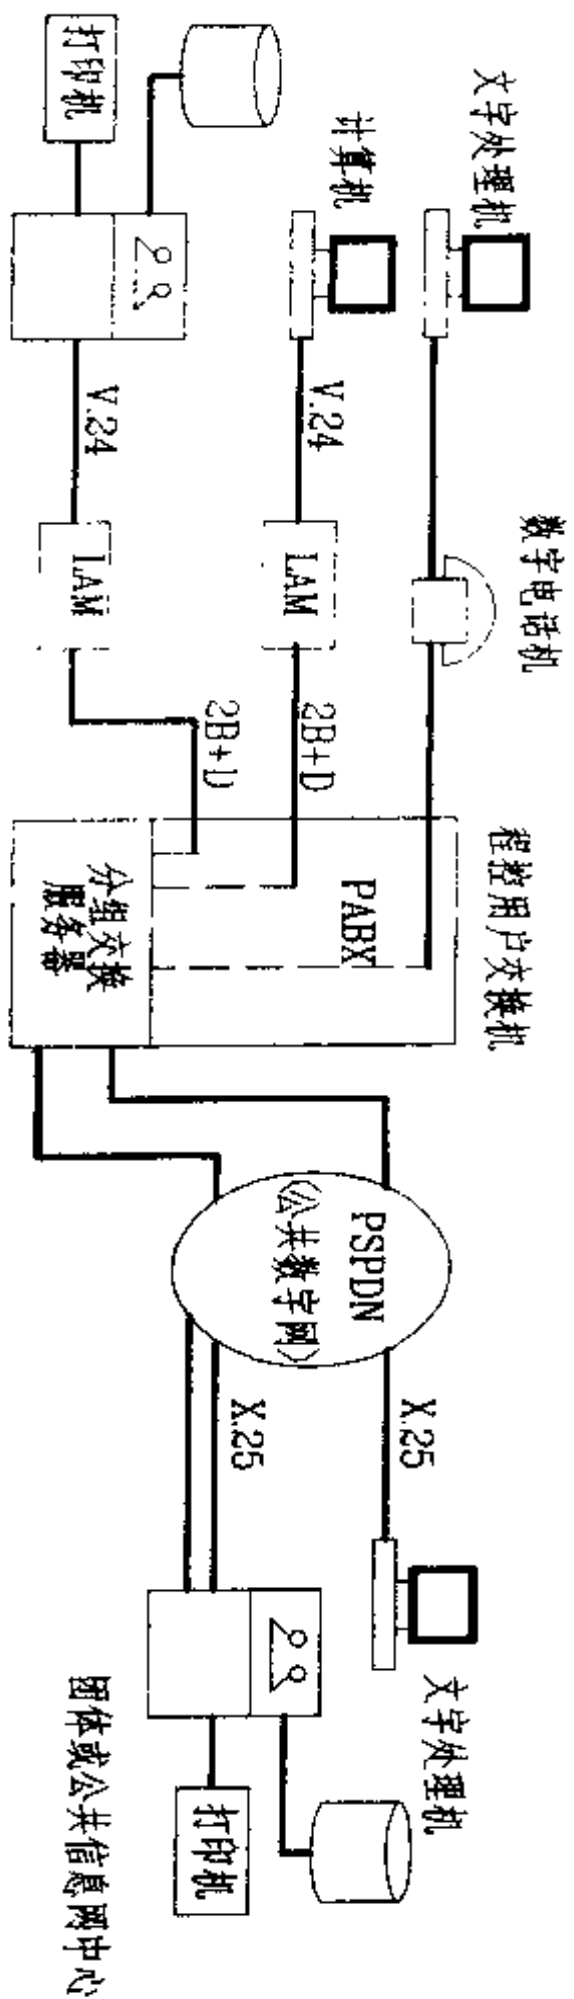 文字处理机
数字电话机
程控用户交换机
计算机
V.24
LAM
2B+D
PABX
打印机
V.24
LAM
2B+D
分组交换
服务器
PSPDN
(公共数字网)
X.25
X.25
文字处理机
打印机
团体或公共信息网中心